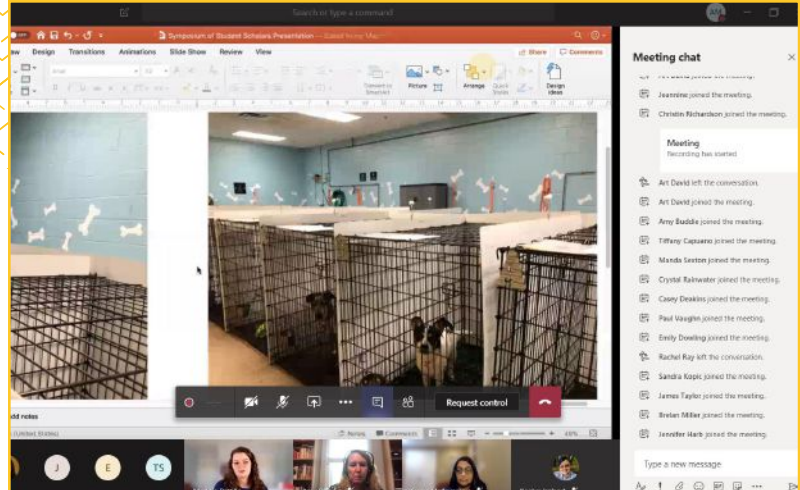 Search or type a command
Symposium of Student Scholars Presentation
Design Transitions Animations Slide Show Review View
Share Comments
Picture
Arrange
Design
Ideas
Meeting chat
Jeannine joined the meeting.
Christin Richardson joined the meeting.
Meeting
Recording has started
Art David left the conversation.
Art David joined the meeting.
Amy Buddie joined the meeting.
Tiffany Capuano joined the meeting.
Manda Sexton joined the meeting.
Crystal Rainwater joined the meeting.
Casey Deakins joined the meeting.
Paul Vaughn joined the meeting.
Emily Dowling joined the meeting.
Rachel Ray left the conversation.
Sandra Kopic joined the meeting.
James Taylor joined the meeting.
Brelan Miller joined the meeting.
Jennifer Harb joined the meeting.
Request control
Notes Comments
J E TS
Type a new message